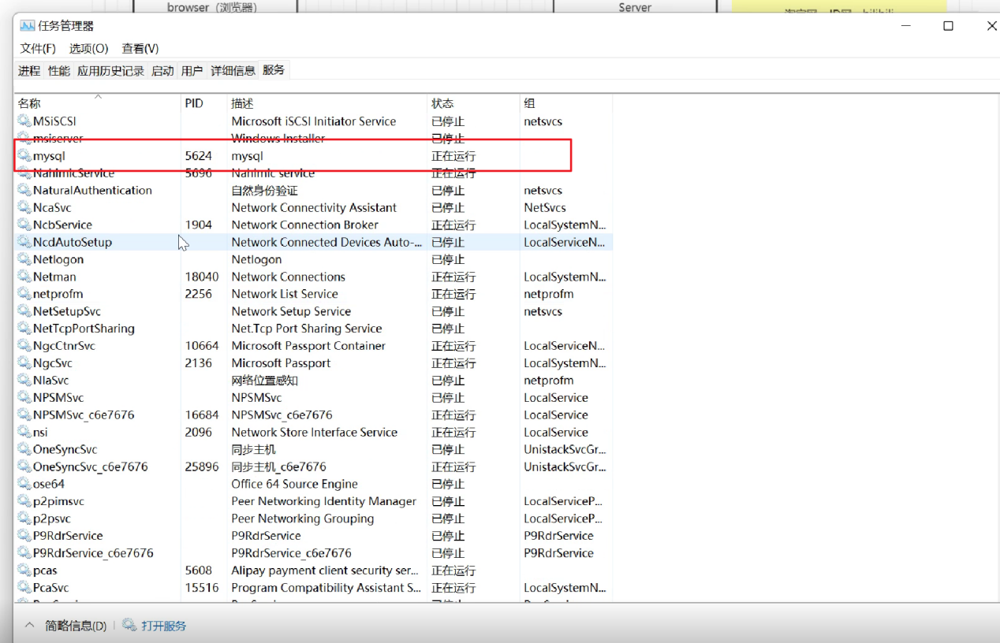 browser（浏览器）
Server
任务管理器
文件(F) 选项(O) 查看(V)
进程 性能 应用历史记录 启动 用户 详细信息 服务
名称 PID 描述 状态 组
MSiSCSI Microsoft iSCSI Initiator Service 已停止 netsvcs
msiserver Windows Installer 已停止
mysql 5624 mysql 正在运行
NahimicService 5696 Nahimic service 正在运行
NaturalAuthentication 自然身份验证 已停止 netsvcs
NcaSvc Network Connectivity Assistant 已停止 NetSvcs
NcbService 1904 Network Connection Broker 正在运行 LocalSystemN...
NcdAutoSetup Network Connected Devices Auto-... 已停止 LocalServiceN...
Netlogon Netlogon 已停止
Netman 18040 Network Connections 正在运行 LocalSystemN...
netprofm 2256 Network List Service 正在运行 netprofm
NetSetupSvc Network Setup Service 已停止 netsvcs
NetTcpPortSharing Net.Tcp Port Sharing Service 已停止
NgcCtnrSvc 10664 Microsoft Passport Container 正在运行 LocalServiceN...
NgcSvc 2136 Microsoft Passport 正在运行 LocalSystemN...
NlaSvc 网络位置感知 已停止 netprofm
NPSMSvc NPSMSvc 已停止 LocalService
NPSMSvc_c6e7676 16684 NPSMSvc_c6e7676 正在运行 LocalService
nsi 2096 Network Store Interface Service 正在运行 LocalService
OneSyncSvc 同步主机 已停止 UnistackSvcGr...
OneSyncSvc_c6e7676 25896 同步主机_c6e7676 正在运行 UnistackSvcGr...
ose64 Office 64 Source Engine 已停止
p2pimsvc Peer Networking Identity Manager 已停止 LocalServiceP...
p2psvc Peer Networking Grouping 已停止 LocalServiceP...
P9RdrService P9RdrService 已停止 P9RdrService
P9RdrService_c6e7676 P9RdrService_c6e7676 已停止 P9RdrService
pcas 5608 Alipay payment client security ser... 正在运行
PcaSvc 15516 Program Compatibility Assistant S... 正在运行 LocalSystemN...
简略信息(D) 打开服务